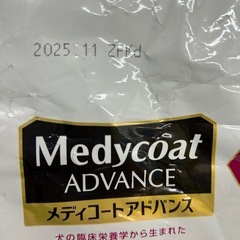 2025.11 ZFKd
Medycoat
ADVANCE
メディコートアドバンス
犬の臨床栄養学から生まれた